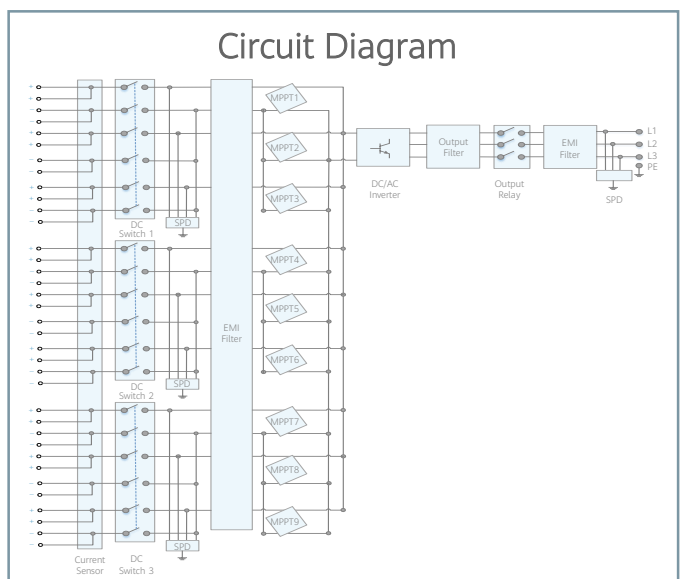 Circuit Diagram
MPPT1
MPPT2
MPPT3
DC
Switch 1
SPD
MPPT4
MPPT5
MPPT6
DC
Switch 2
SPD
EMI
Filter
MPPT7
MPPT8
MPPT9
SPD
Current
Sensor
DC
Switch 3
DC/AC
Inverter
Output
Filter
Output
Relay
EMI
Filter
L1
L2
L3
PE
SPD